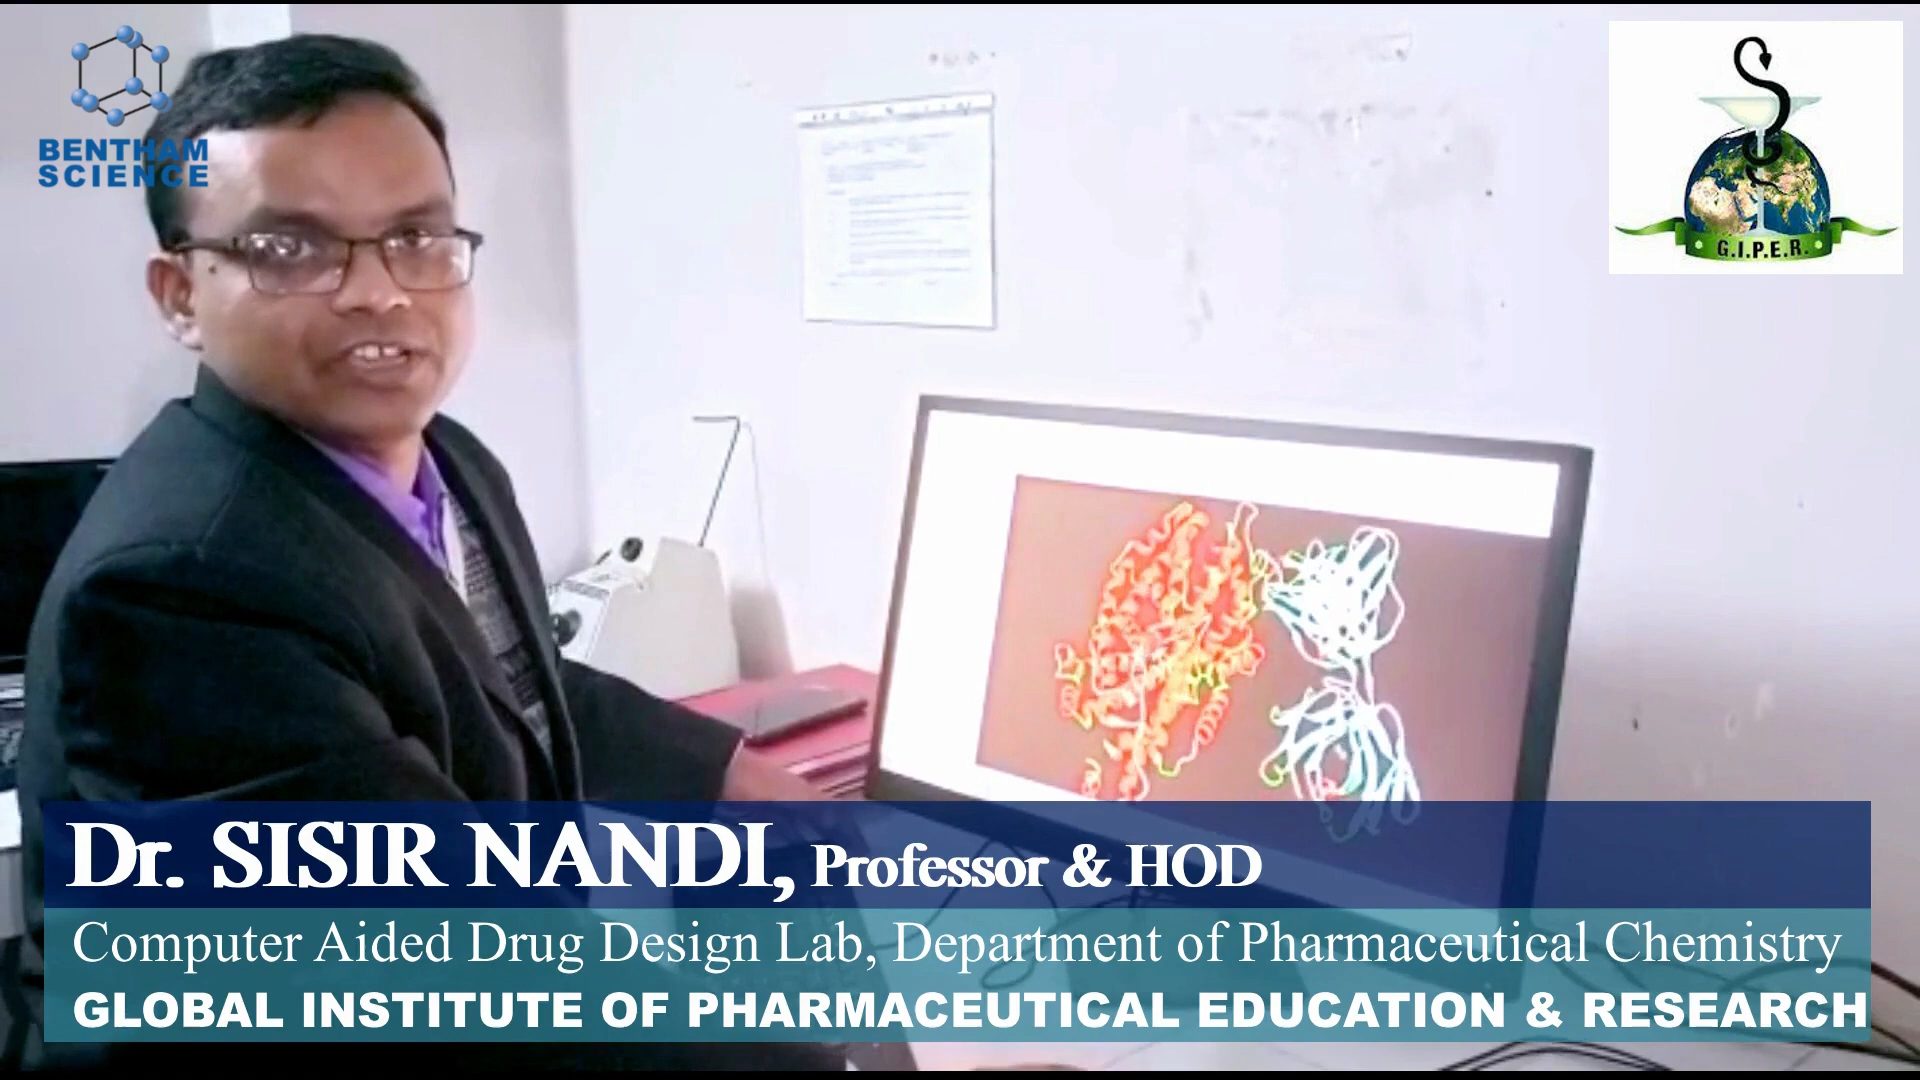 BENTHAM
SCIENCE
G.I.P.E.R.
Dr. SISIR NANDI, Professor & HOD
Computer Aided Drug Design Lab, Department of Pharmaceutical Chemistry
GLOBAL INSTITUTE OF PHARMACEUTICAL EDUCATION & RESEARCH